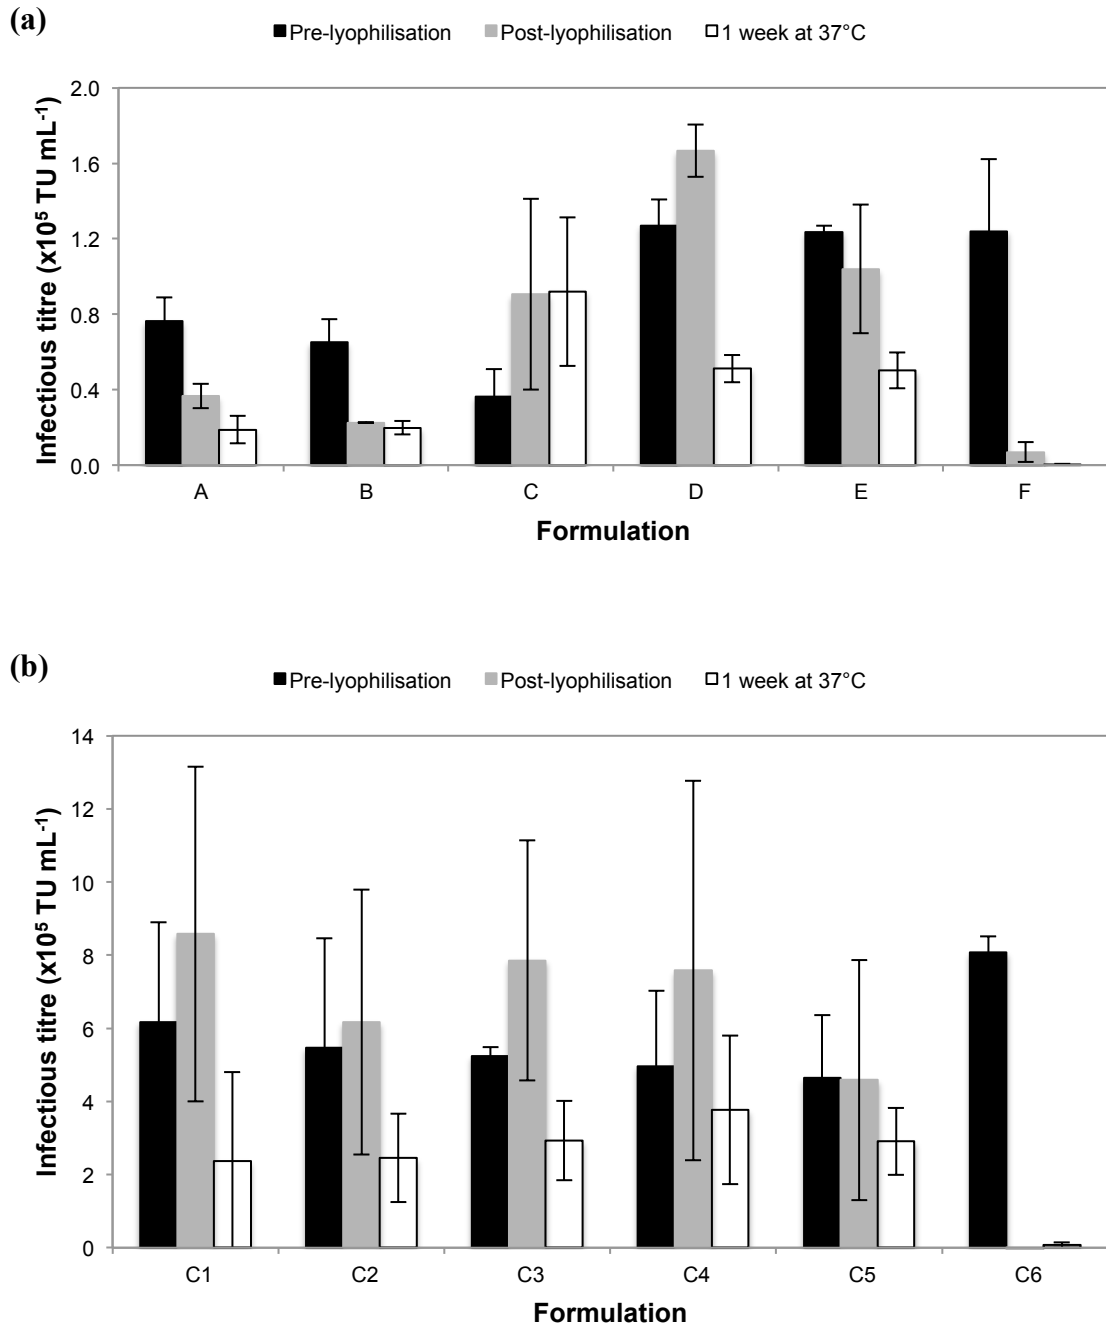 (a)
Pre-lyophilisation Post-lyophilisation 1 week at 37°C
Infectious titre (x10⁵ TU mL⁻¹)
2.0
1.6
1.2
0.8
0.4
0.0
A B C D E F
Formulation
(b)
Pre-lyophilisation Post-lyophilisation 1 week at 37°C
Infectious titre (x10⁵ TU mL⁻¹)
14
12
10
8
6
4
2
0
C1 C2 C3 C4 C5 C6
Formulation